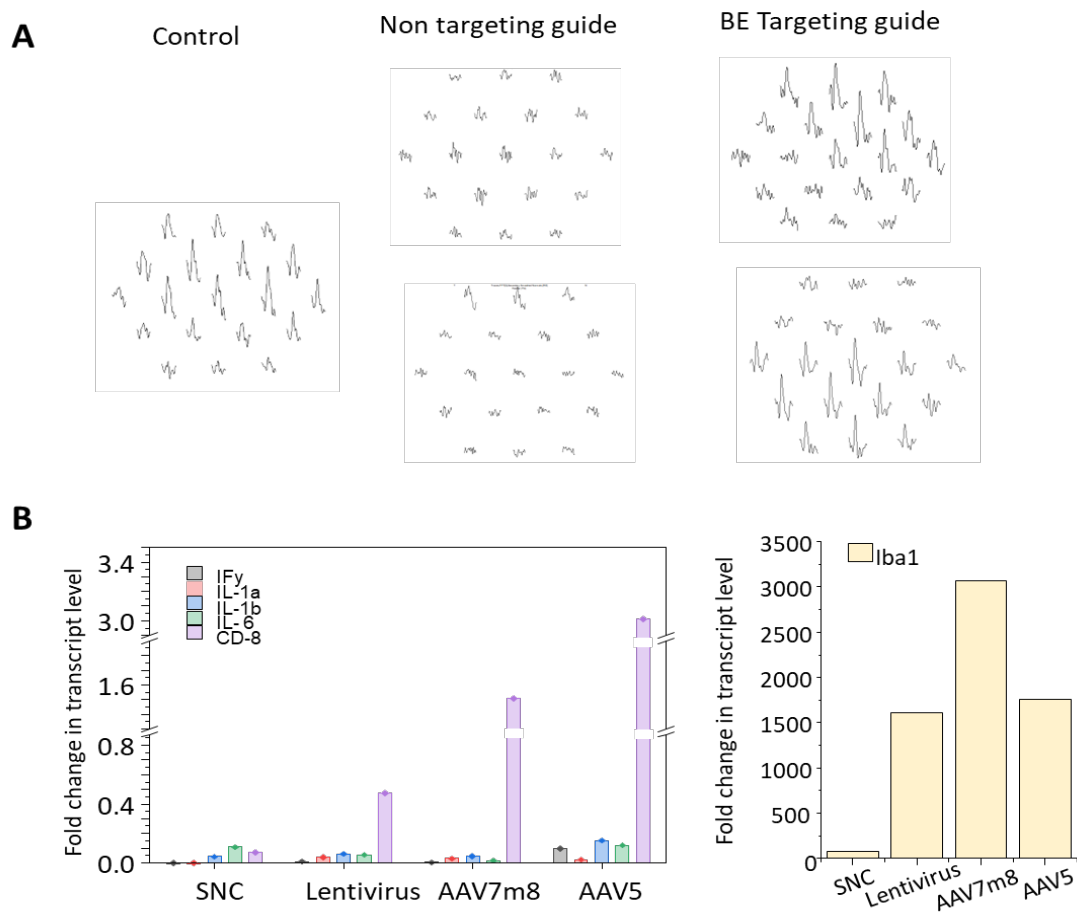 A
Control
Non targeting guide
BE Targeting guide
B
Fold change in transcript level
3.4
3.0
1.6
0.8
0.4
0.0
IFy
IL-1a
IL-1b
IL-6
CD-8
SNC
Lentivirus
AAV7m8
AAV5
Fold change in transcript level
3500
3000
2500
2000
1500
1000
500
0
Iba1
SNC
Lentivirus
AAV7m8
AAV5